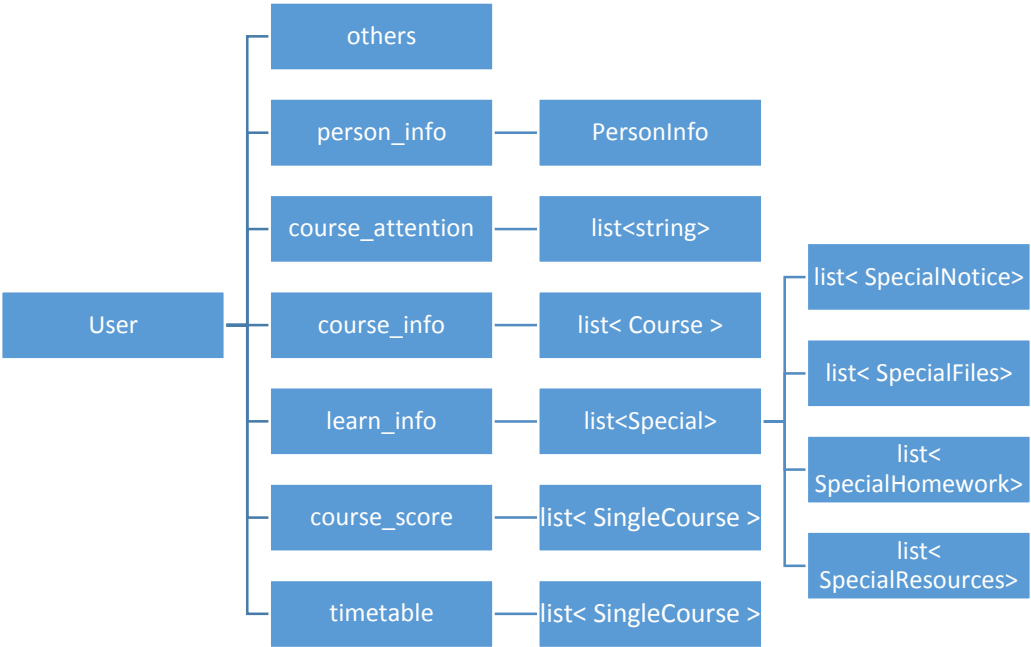 others
person_info
PersonInfo
course_attention
list<string>
list< SpecialNotice>
User
course_info
list< Course >
list< SpecialFiles>
learn_info
list<Special>
list<
SpecialHomework>
course_score
list< SingleCourse >
list<
SpecialResources>
timetable
list< SingleCourse >